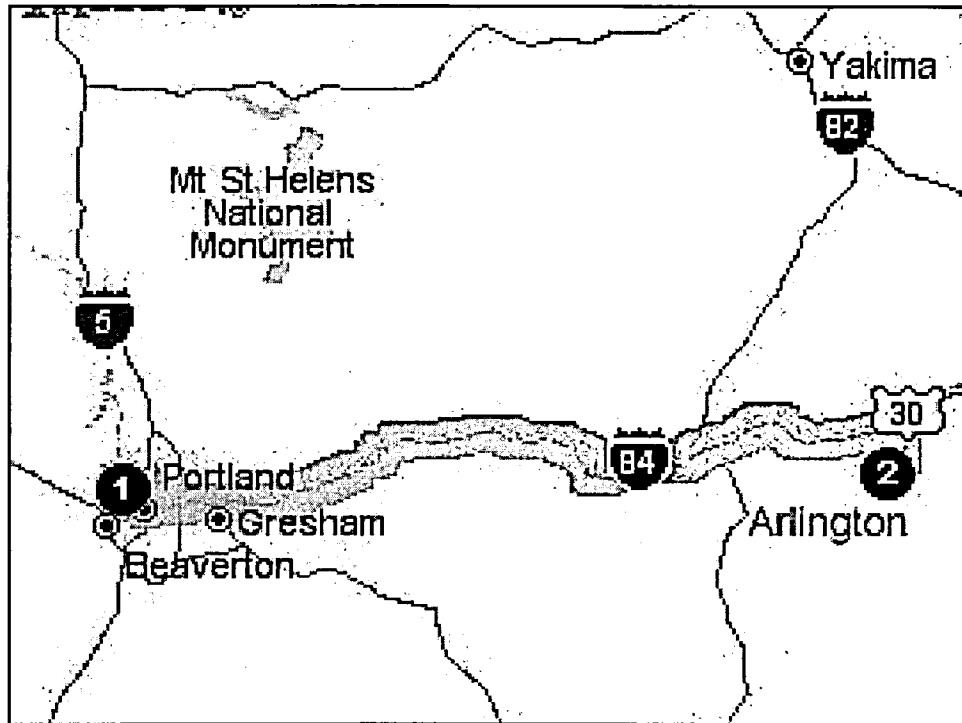 Yakima
82
Mt St Helens
National
Monument
5
30
84
1
Portland
2
Gresham
Arlington
Beaverton